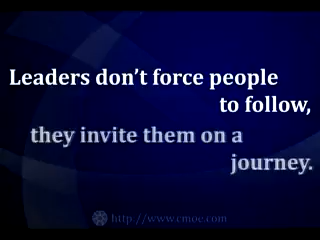 Leaders don't force people
to follow,
they invite them on a
journey.
http://www.cmoe.com